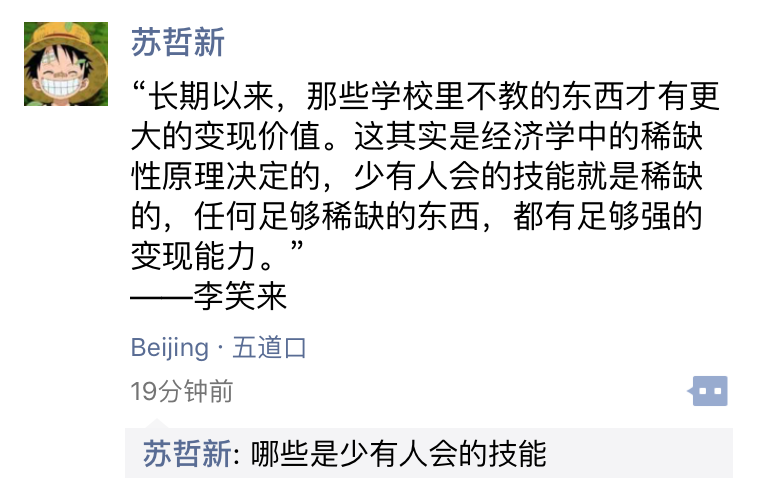 苏哲新
“长期以来，那些学校里不教的东西才有更
大的变现价值。这其实是经济学中的稀缺
性原理决定的，少有人会的技能就是稀缺
的，任何足够稀缺的东西，都有足够强的
变现能力。”
——李笑来
Beijing · 五道口
19分钟前
苏哲新: 哪些是少有人会的技能